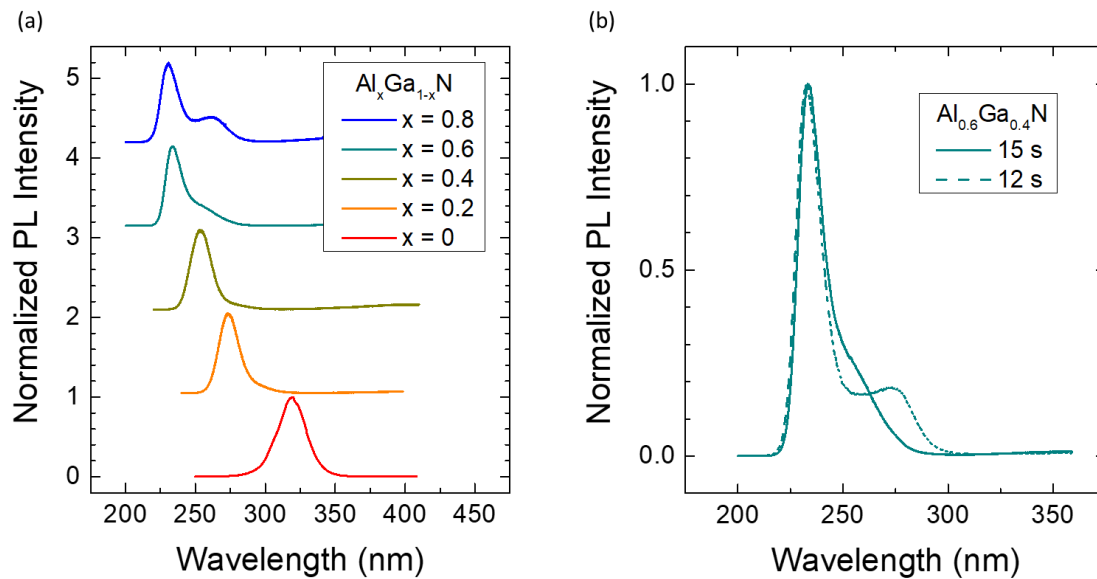 (a)
Normalized PL Intensity
5
4
3
2
1
0
AlxGa1-xN
x = 0.8
x = 0.6
x = 0.4
x = 0.2
x = 0
200 250 300 350 400 450
Wavelength (nm)
(b)
Normalized PL Intensity
1.0
0.5
0.0
Al0.6Ga0.4N
15 s
12 s
200 250 300 350
Wavelength (nm)